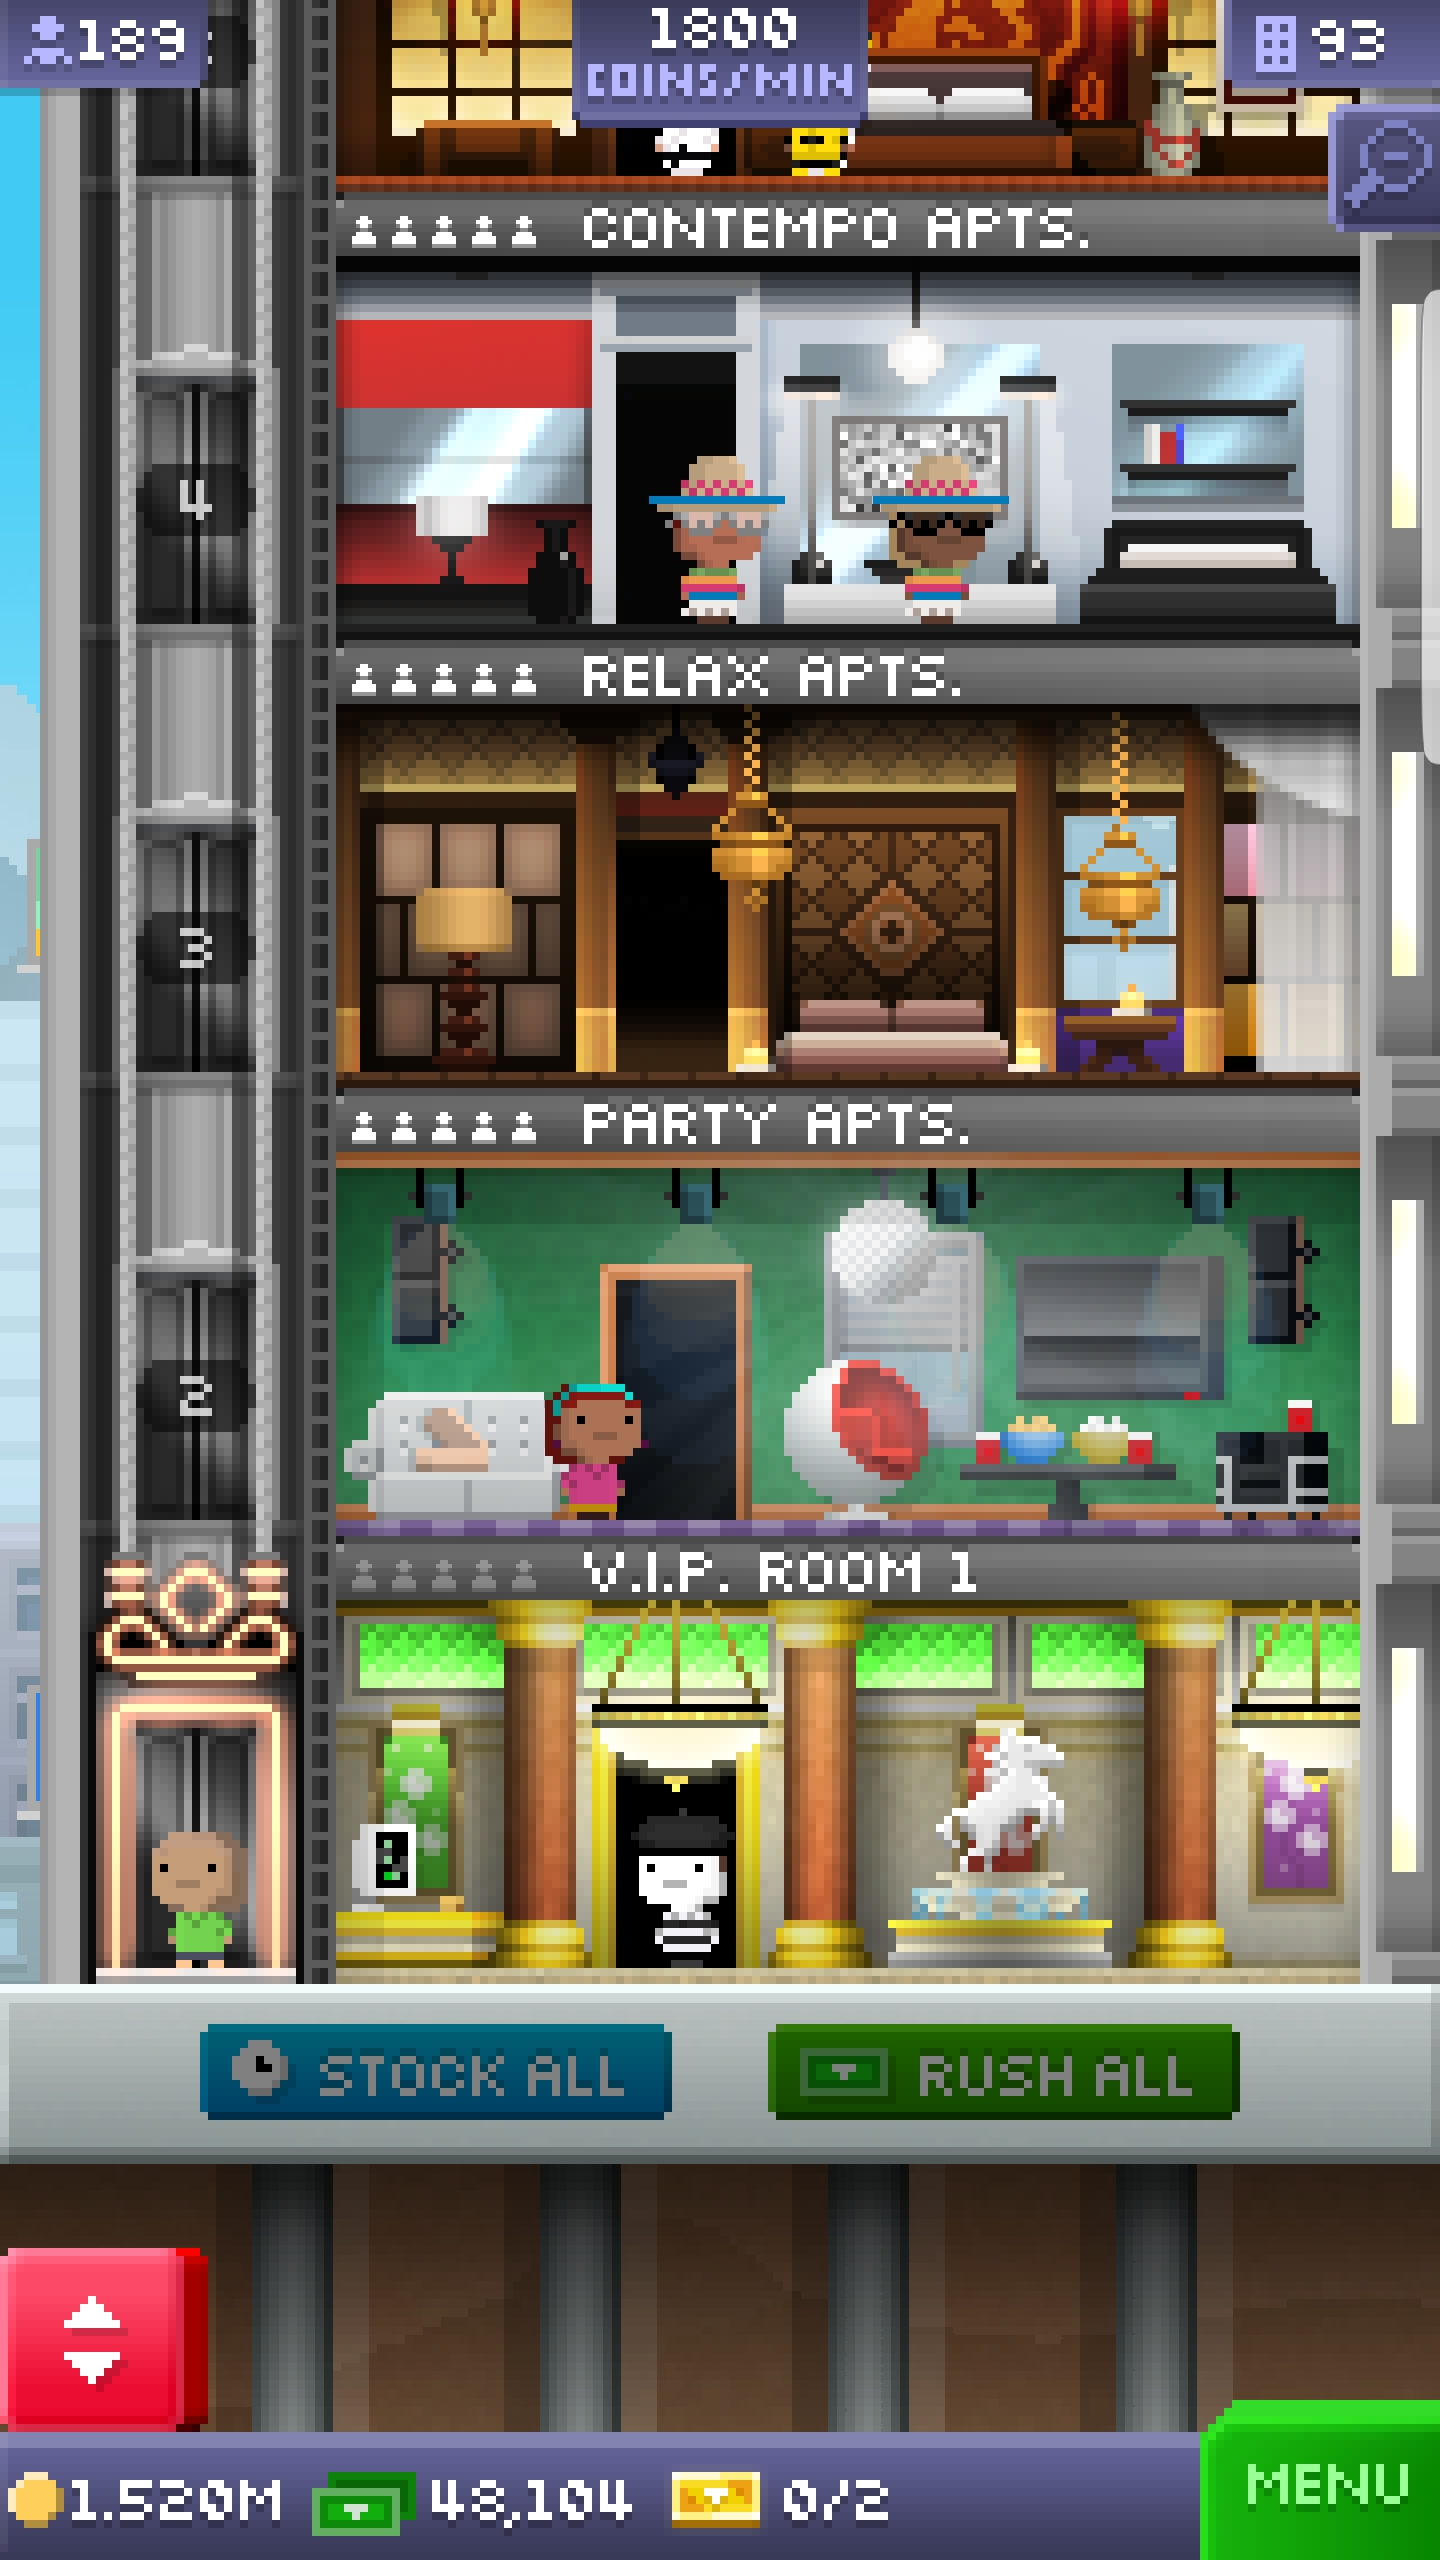 189
1800
COINS/MIN
93
CONTEMPO APTS.
4
RELAX APTS.
3
PARTY APTS.
2
V.I.P. ROOM 1
STOCK ALL
RUSH ALL
1.520M
48,104
0/2
MENU